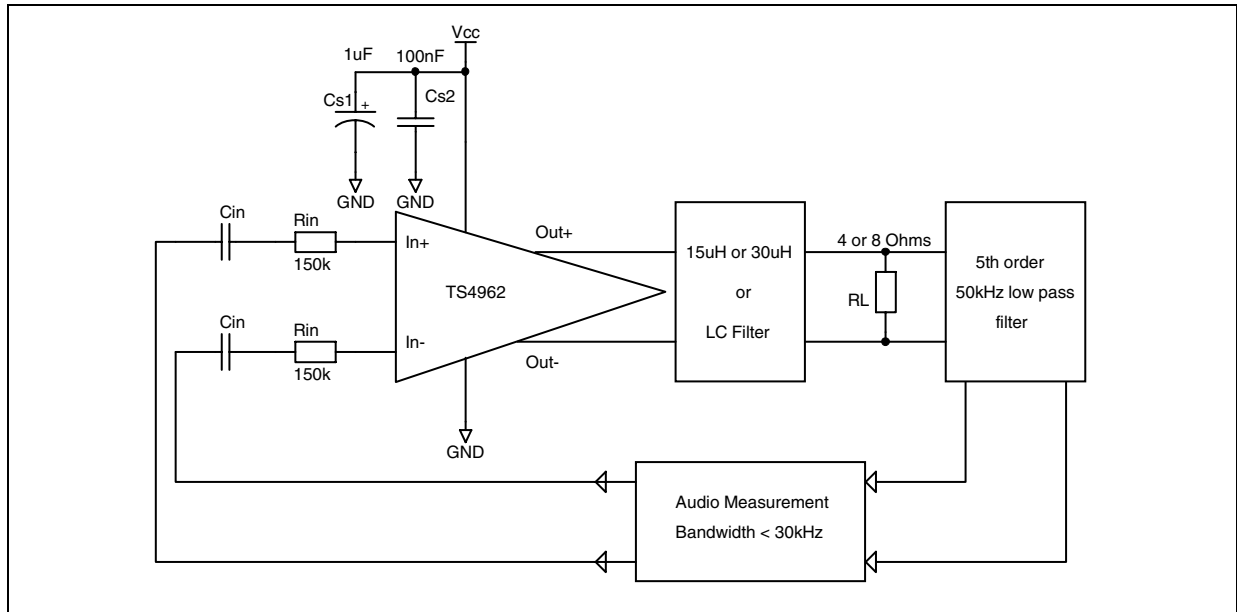 Vcc
1uF
100nF
Cs1
+
Cs2
GND
GND
Cin
Rin
150k
In+
Out+
TS4962
Cin
Rin
150k
In-
Out-
GND
15uH or 30uH
or
LC Filter
4 or 8 Ohms
RL
5th order
50kHz low pass
filter
Audio Measurement
Bandwidth < 30kHz